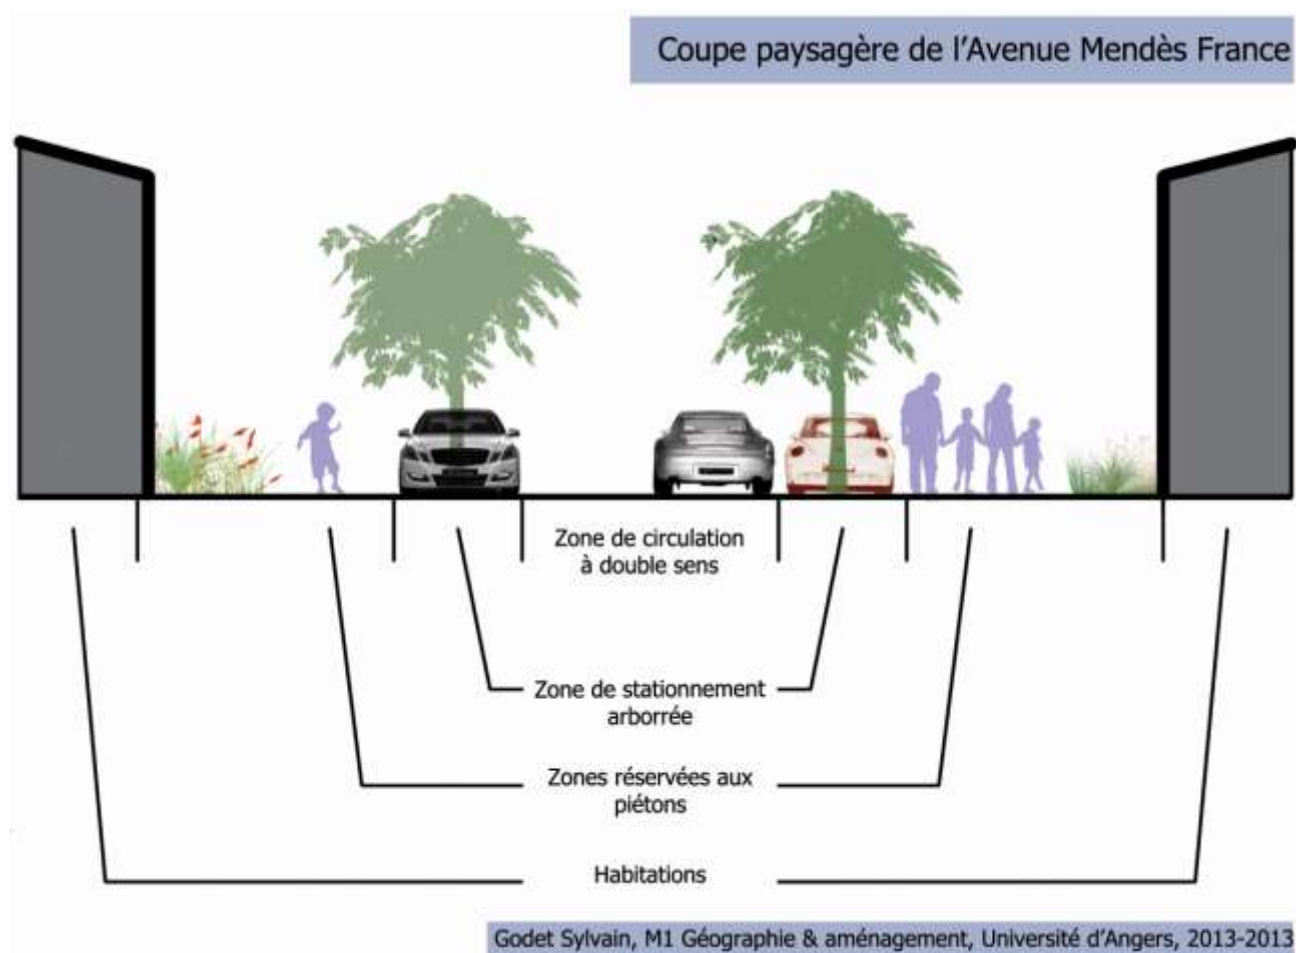 Coupe paysagère de l'Avenue Mendès France
Zone de circulation
à double sens
Zone de stationnement
arborrée
Zones réservées aux
piétons
Habitations
Godet Sylvain, M1 Géographie & aménagement, Université d'Angers, 2013-2013